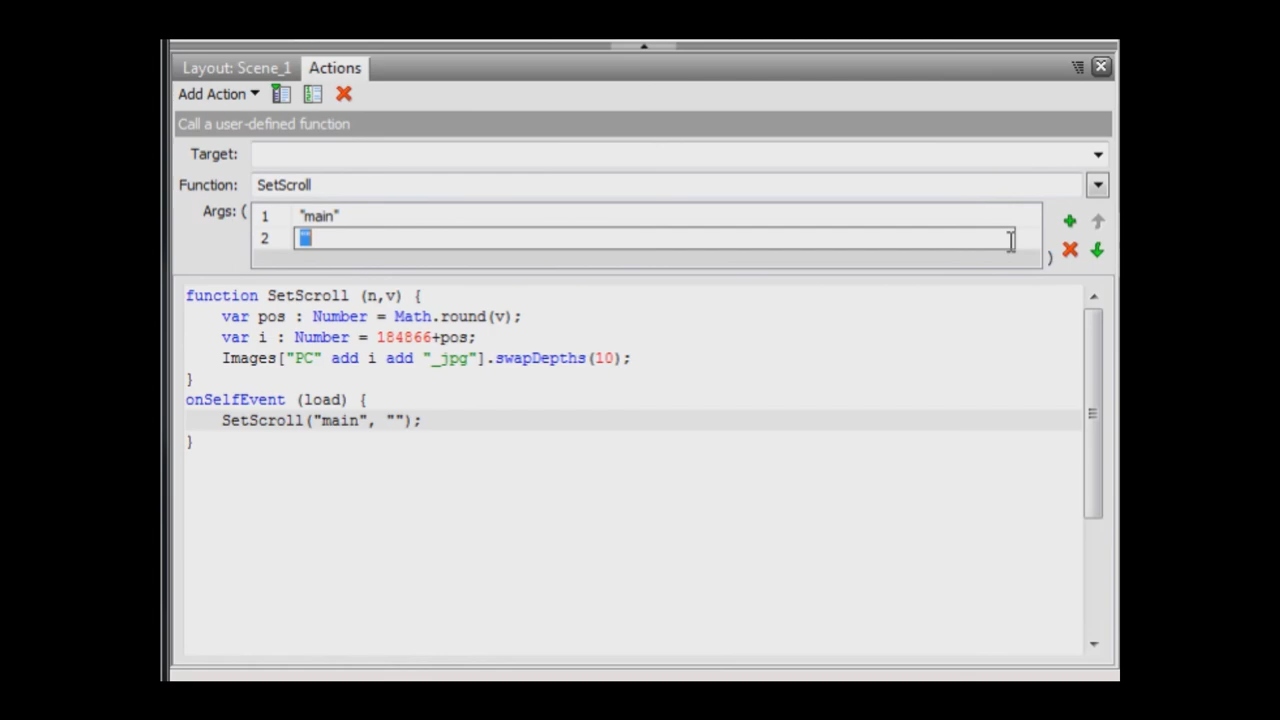 Layout: Scene_1 Actions
Add Action
Call a user-defined function
Target:
Function: SetScroll
Args: ( 1 "main"
2 ""
)
function SetScroll (n,v) {
var pos : Number = Math.round(v);
var i : Number = 184866+pos;
Images["PC" add i add "_jpg"].swapDepths(10);
}
onSelfEvent (load) {
SetScroll("main", "");
}